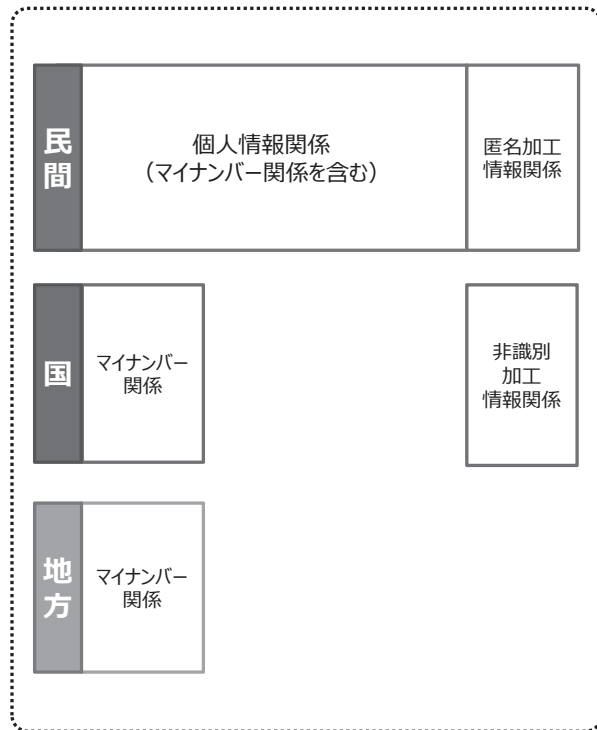 民間
個人情報関係
（マイナンバー関係を含む）
匿名加工
情報関係
国
マイナンバー
関係
非識別
加工
情報関係
地方
マイナンバー
関係